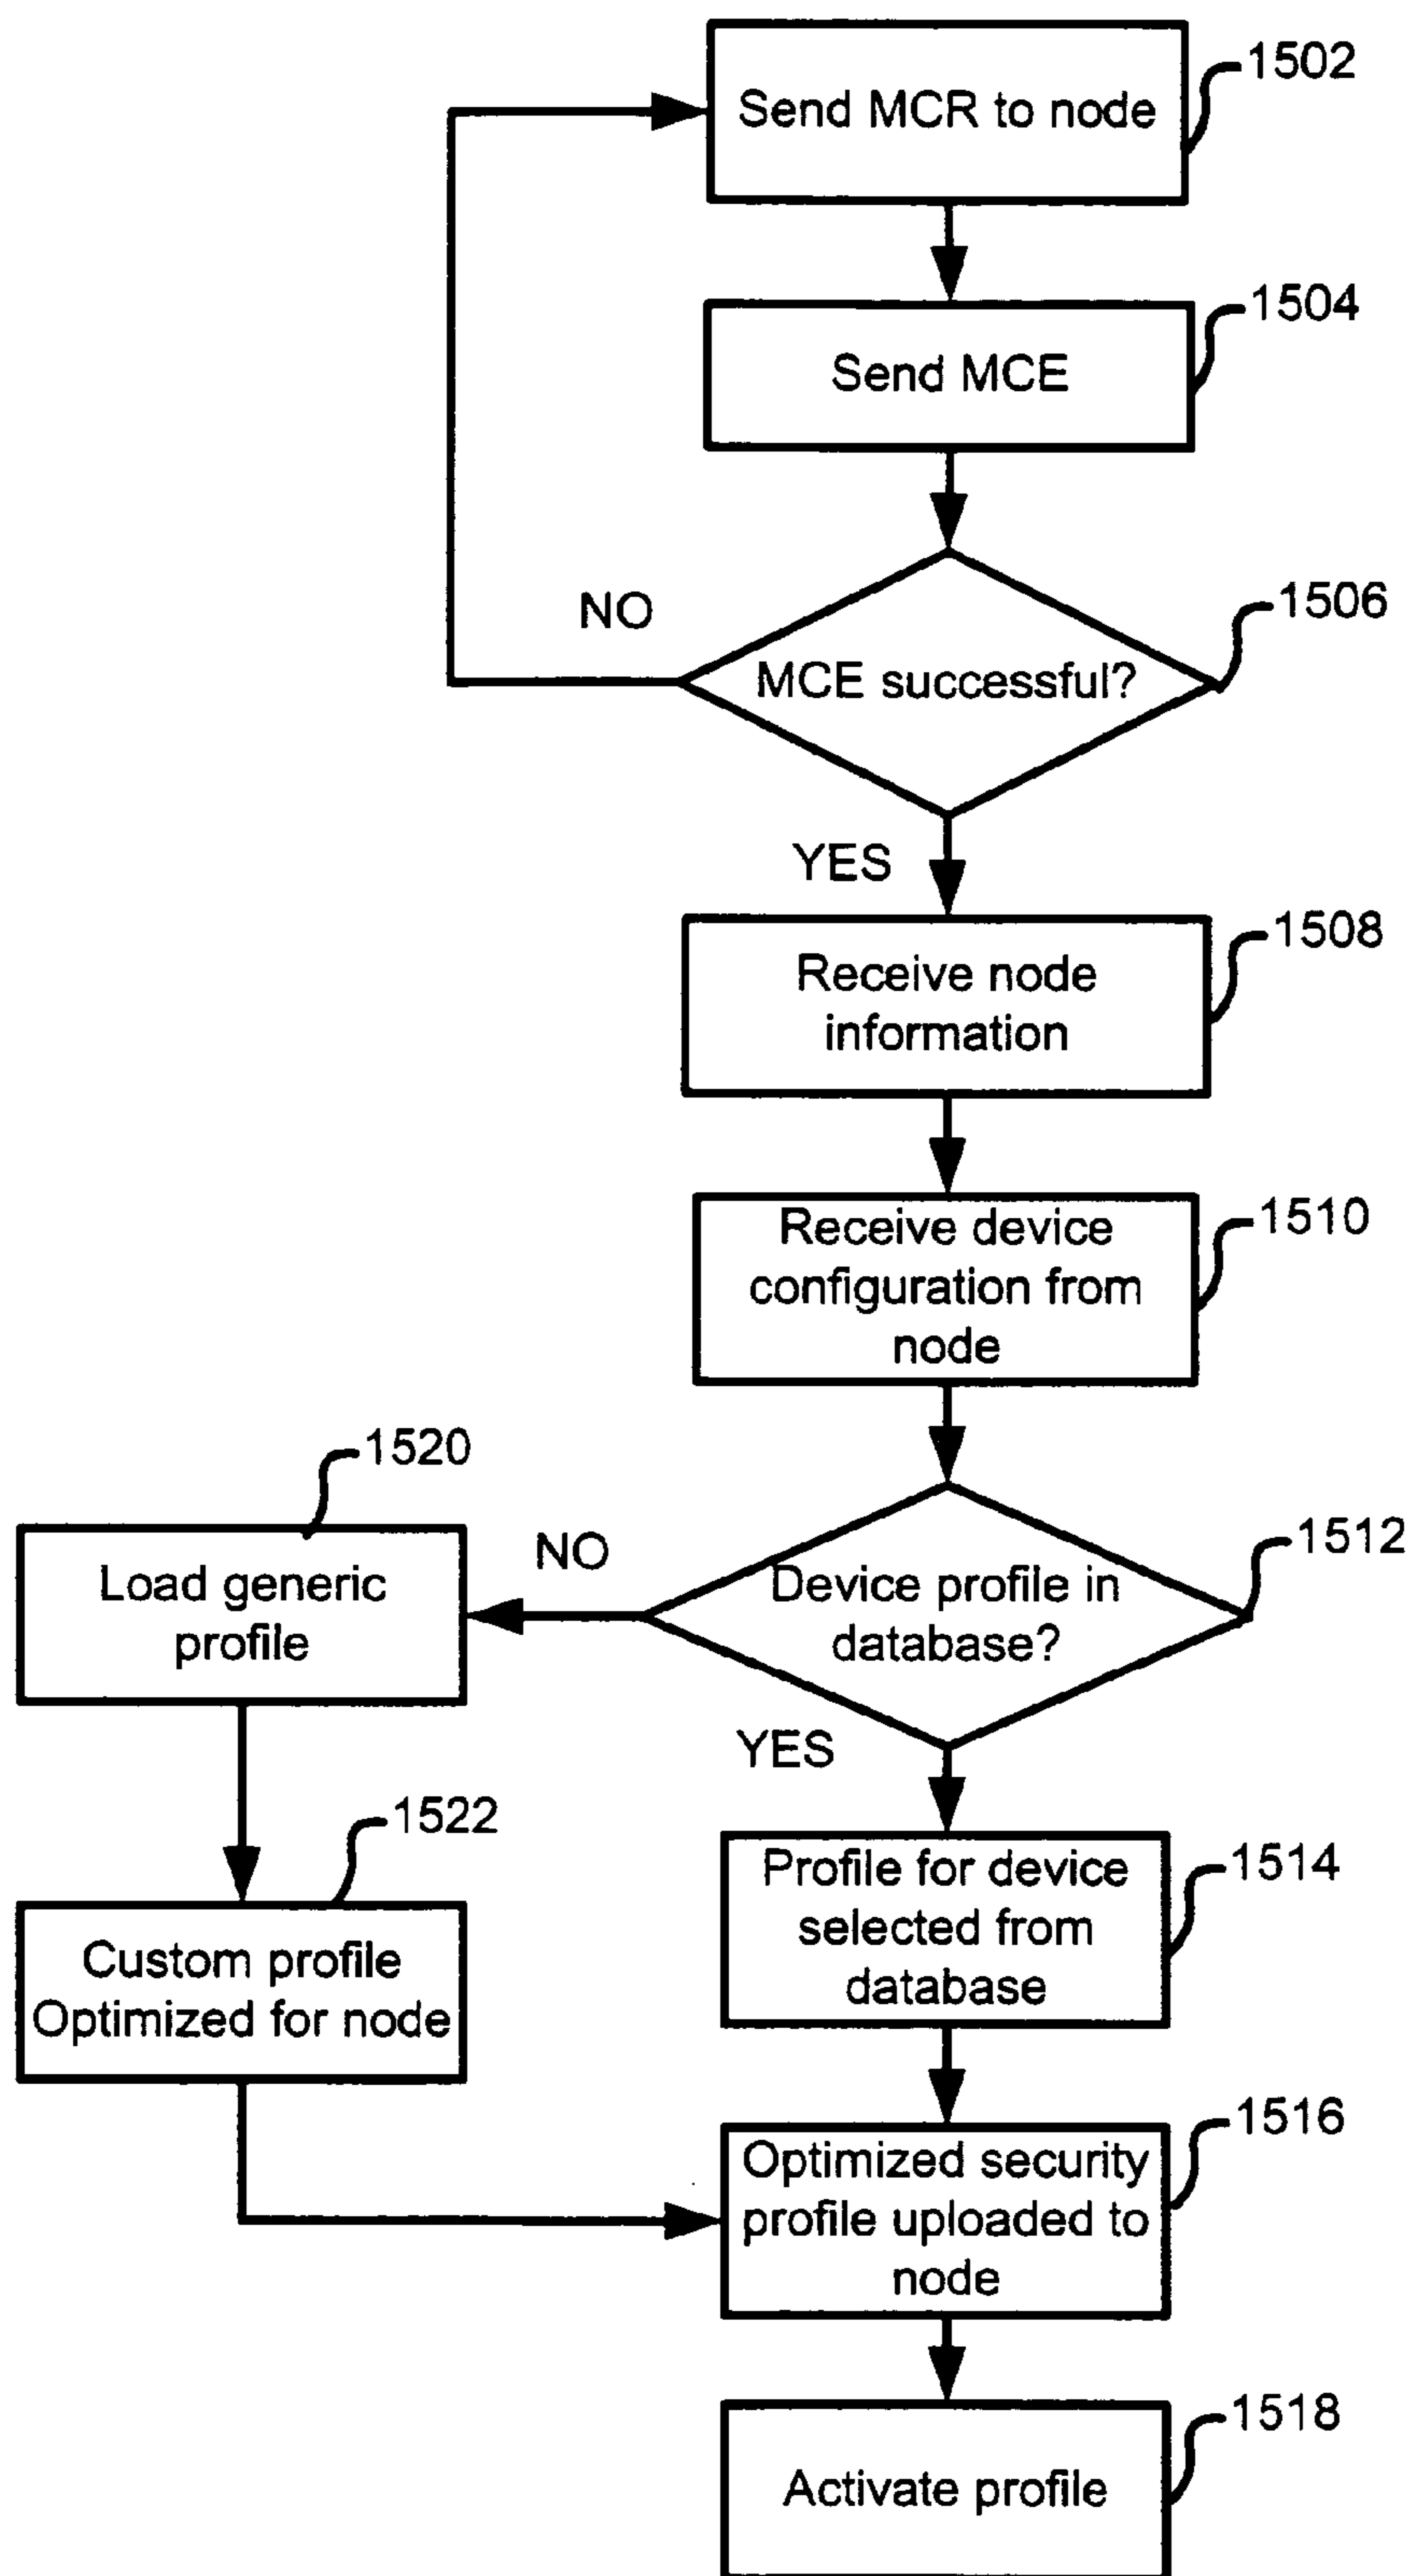 1502
Send MCR to node
1504
Send MCE
NO
1506
MCE successful?
YES
1508
Receive node
information
1510
Receive device
configuration from
node
1520
NO
1512
Load generic
profile
Device profile in
database?
YES
1522
1514
Profile for device
selected from
database
Custom profile
Optimized for node
1516
Optimized security
profile uploaded to
node
1518
Activate profile